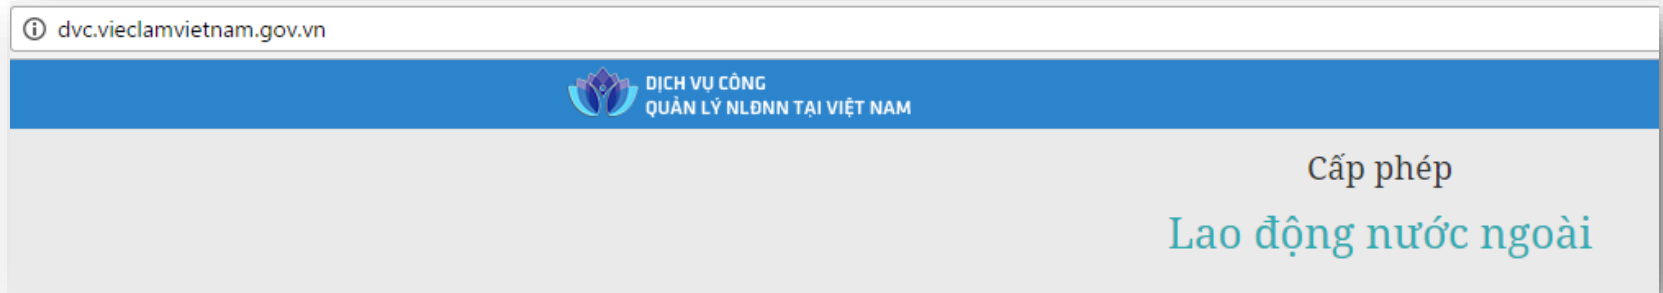 dvc.vieclamvietnam.gov.vn
DỊCH VỤ CÔNG
QUẢN LÝ NLĐNN TẠI VIỆT NAM
Cấp phép
Lao động nước ngoài